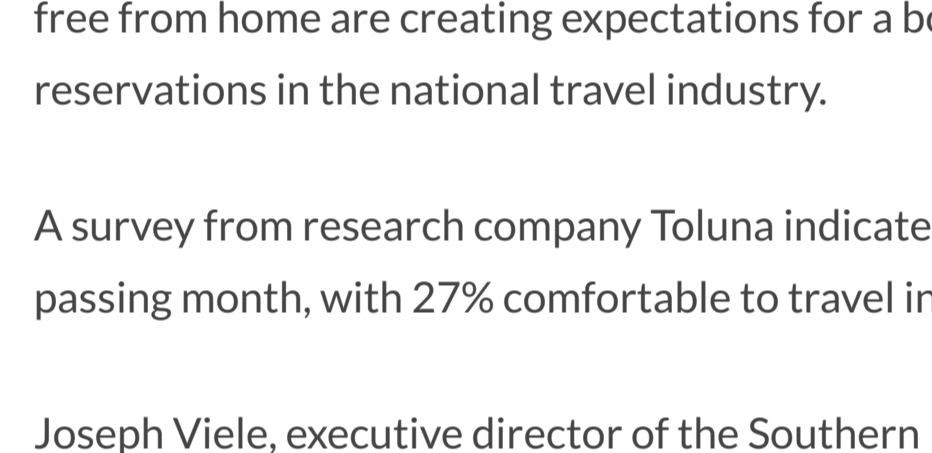 free from home are creating expectations for a
reservations in the national travel industry.
A survey from research company Toluna indicate
passing month, with 27% comfortable to travel
Joseph Viele, executive director of the Southern